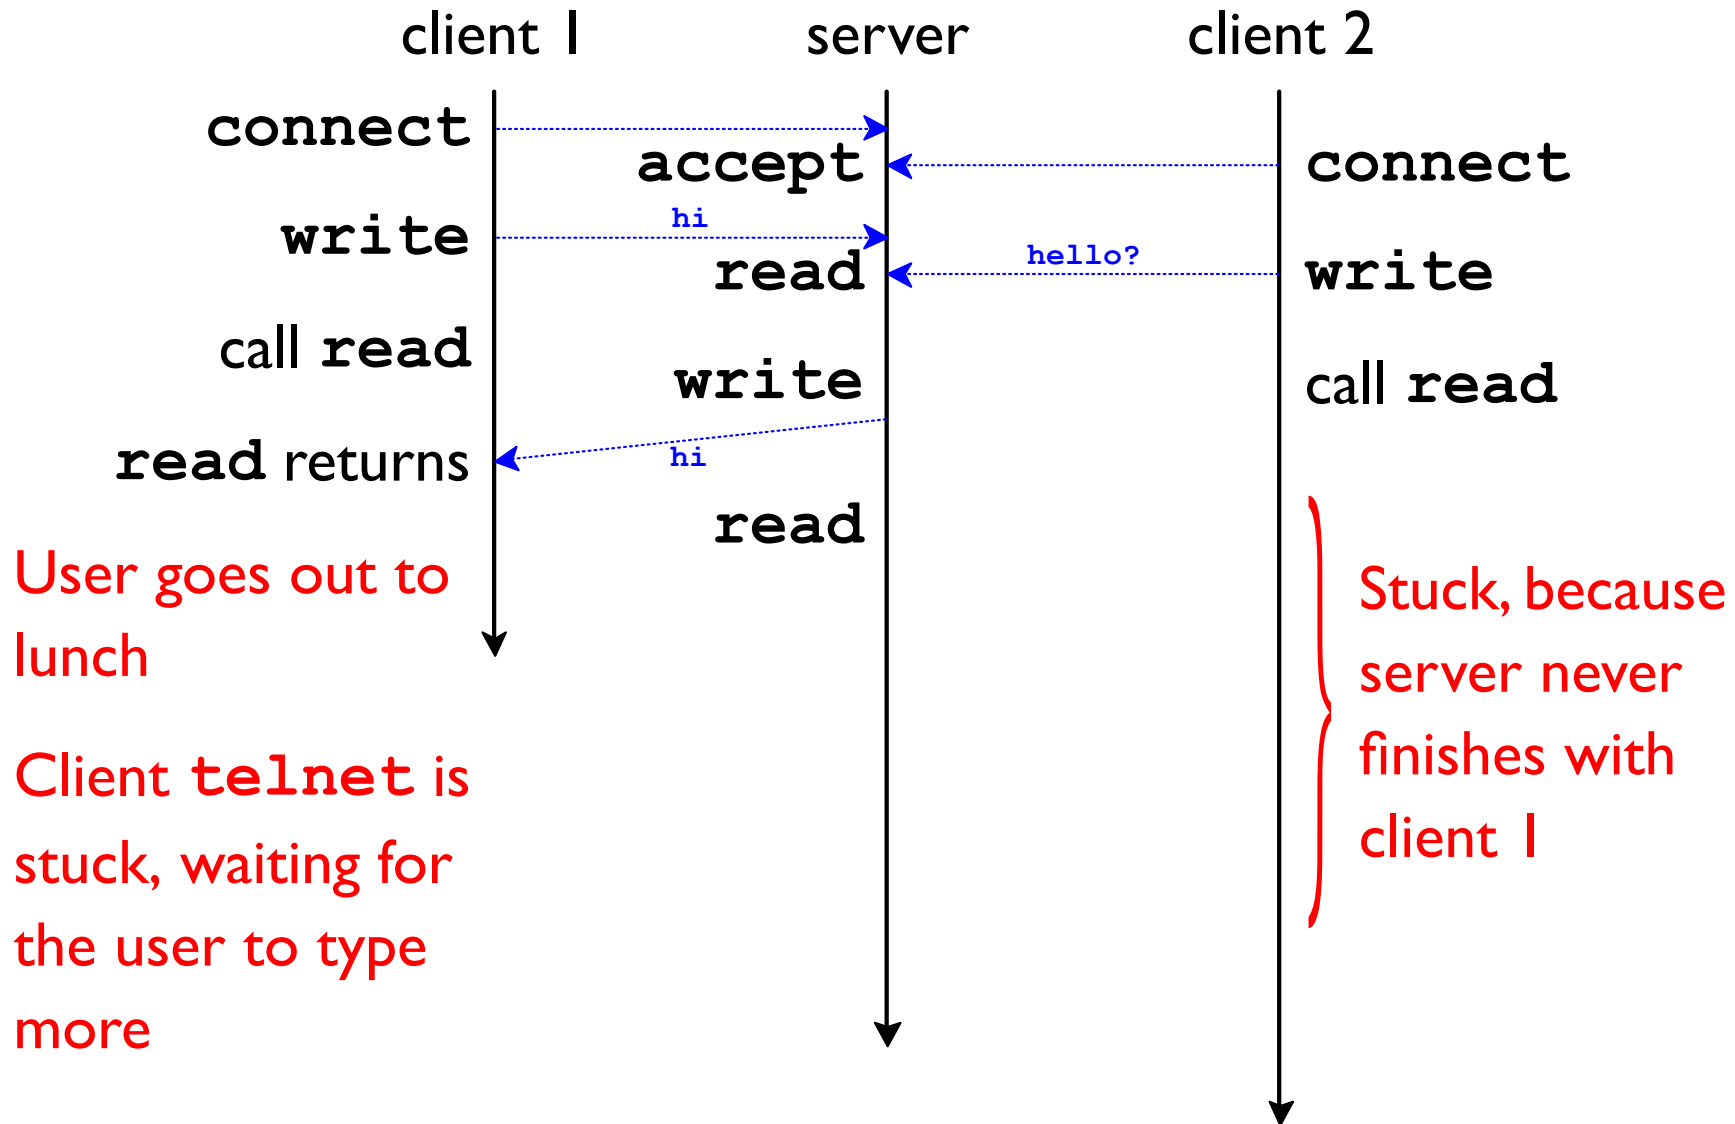 client 1 server client 2
connect
accept connect
hi
write
hello?
read write
call read
write call read
read returns
hi
read
User goes out to
lunch
Client telnet is
stuck, waiting for
the user to type
more
Stuck, because
server never
finishes with
client 1